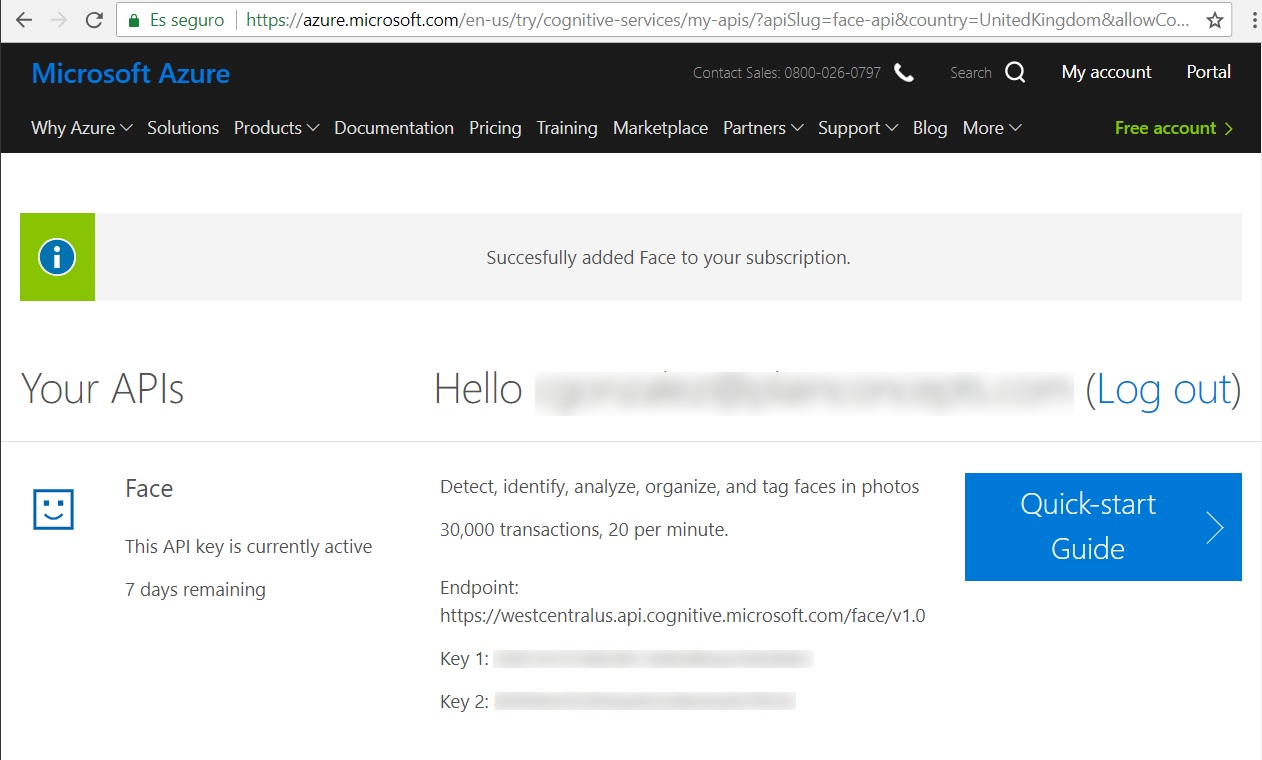 Es seguro https://azure.microsoft.com/en-us/try/cognitive-services/my-apis/?apiSlug=face-api&country=UnitedKingdom&allowCo...
Microsoft Azure Contact Sales: 0800-026-0797 Search My account Portal
Why Azure Solutions Products Documentation Pricing Training Marketplace Partners Support Blog More Free account
Succesfully added Face to your subscription.
Your APIs Hello (Log out)
Face
This API key is currently active
7 days remaining
Detect, identify, analyze, organize, and tag faces in photos
30,000 transactions, 20 per minute.
Endpoint:
https://westcentralus.api.cognitive.microsoft.com/face/v1.0
Key 1:
Key 2:
Quick-start
Guide